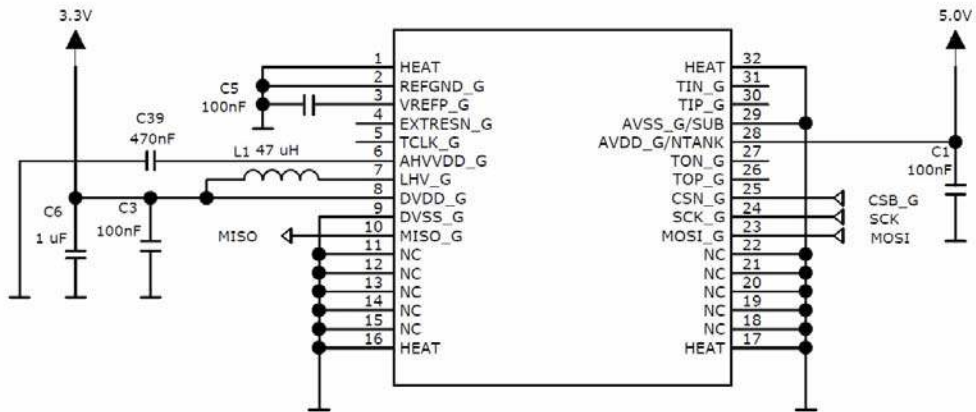 3.3V
5.0V
1 HEAT
2 REFGND_G
3 VREFP_G
4 EXTRESN_G
5 TCLK_G
6 AHVVDD_G
7 LHV_G
8 DVDD_G
9 DVSS_G
10 MISO_G
11 NC
12 NC
13 NC
14 NC
15 NC
16 HEAT
HEAT 32
TIN_G 31
TIP_G 30
AVSS_G/SUB 29
AVDD_G/NTANK 28
TON_G 27
TOP_G 26
CSN_G 25
SCK_G 24
MOSI_G 23
NC 22
NC 21
NC 20
NC 19
NC 18
HEAT 17
C5
100nF
C39
470nF
L1 47 uH
C6
1 uF
C3
100nF
MISO
C1
100nF
CSB_G
SCK
MOSI